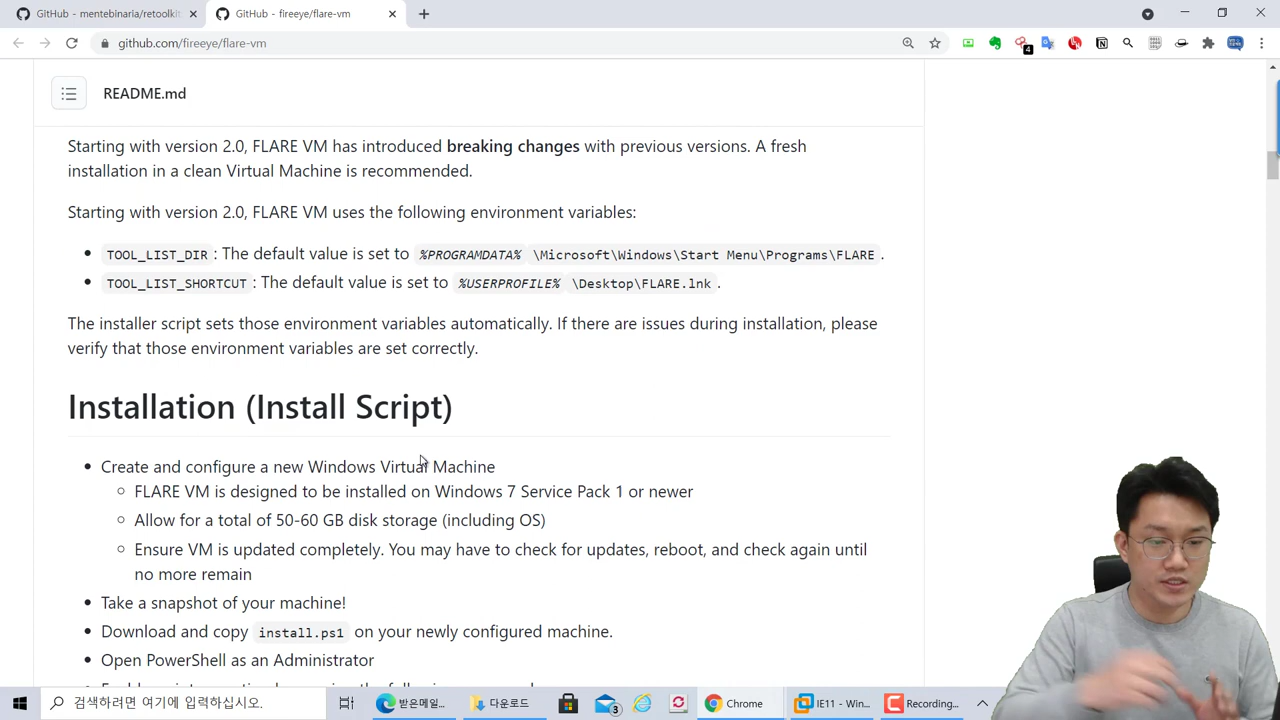 GitHub - mentebinaria/retoolkit
GitHub - fireeye/flare-vm
github.com/fireeye/flare-vm
4
README.md
Starting with version 2.0, FLARE VM has introduced breaking changes with previous versions. A fresh
installation in a clean Virtual Machine is recommended.
Starting with version 2.0, FLARE VM uses the following environment variables:
TOOL_LIST_DIR : The default value is set to %PROGRAMDATA% \Microsoft\Windows\Start Menu\Programs\FLARE .
TOOL_LIST_SHORTCUT : The default value is set to %USERPROFILE% \Desktop\FLARE.lnk .
The installer script sets those environment variables automatically. If there are issues during installation, please
verify that those environment variables are set correctly.
Installation (Install Script)
Create and configure a new Windows Virtual Machine
FLARE VM is designed to be installed on Windows 7 Service Pack 1 or newer
Allow for a total of 50-60 GB disk storage (including OS)
Ensure VM is updated completely. You may have to check for updates, reboot, and check again until
no more remain
Take a snapshot of your machine!
Download and copy install.ps1 on your newly configured machine.
Open PowerShell as an Administrator
검색하려면 여기에 입력하십시오.
받은메일...
다운로드
3
Chrome
IE11 - Win...
Recording...